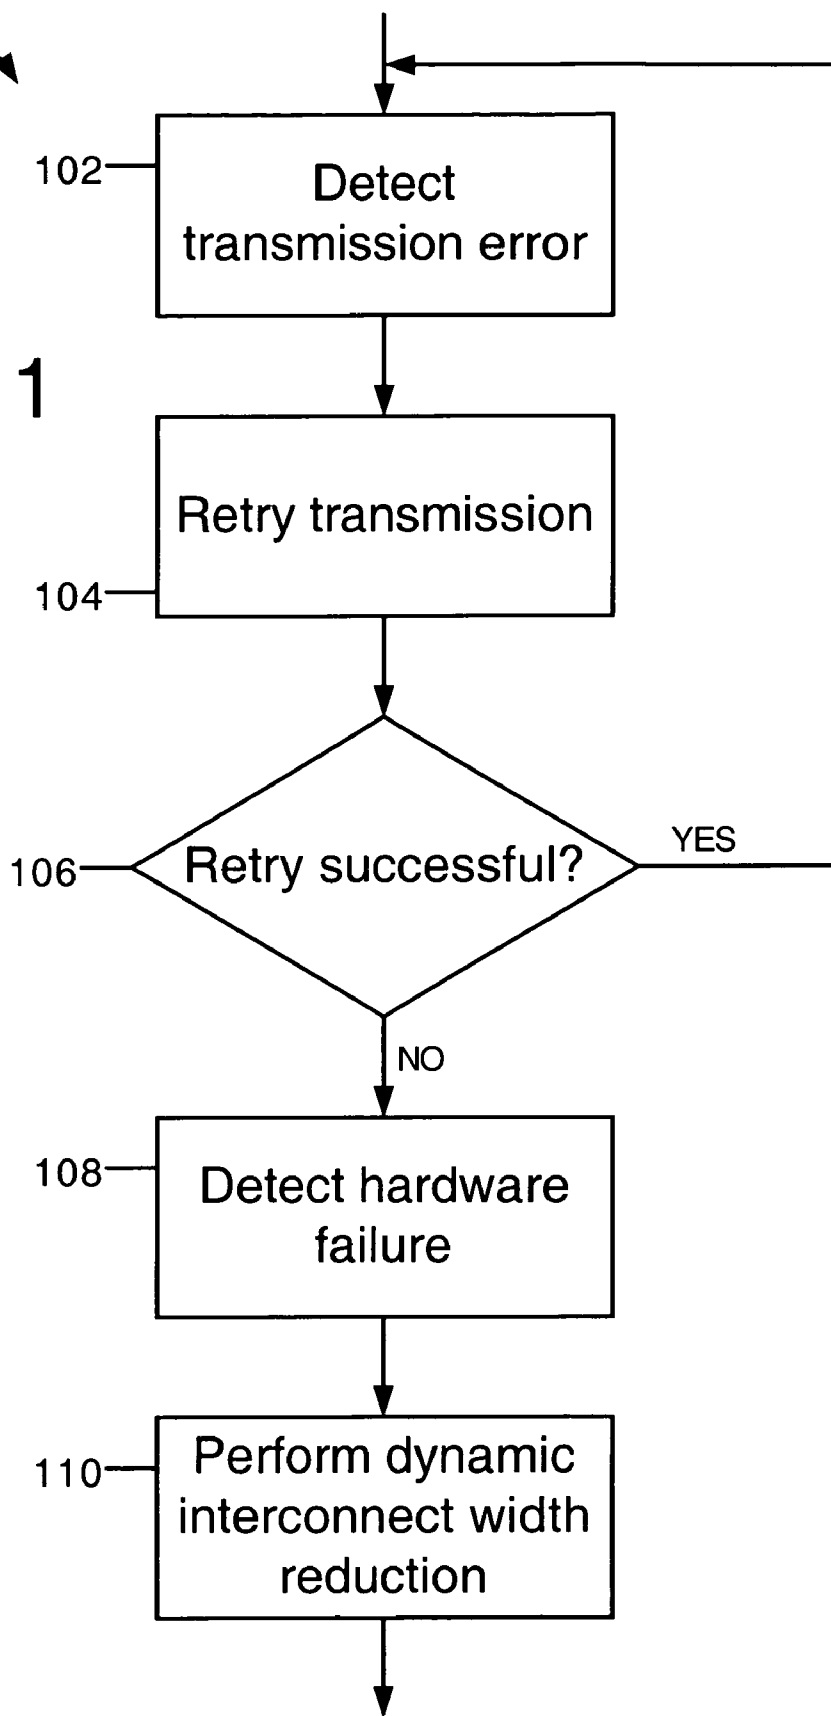 102
Detect
transmission error
1
Retry transmission
104
106
Retry successful?
YES
NO
108
Detect hardware
failure
110
Perform dynamic
interconnect width
reduction